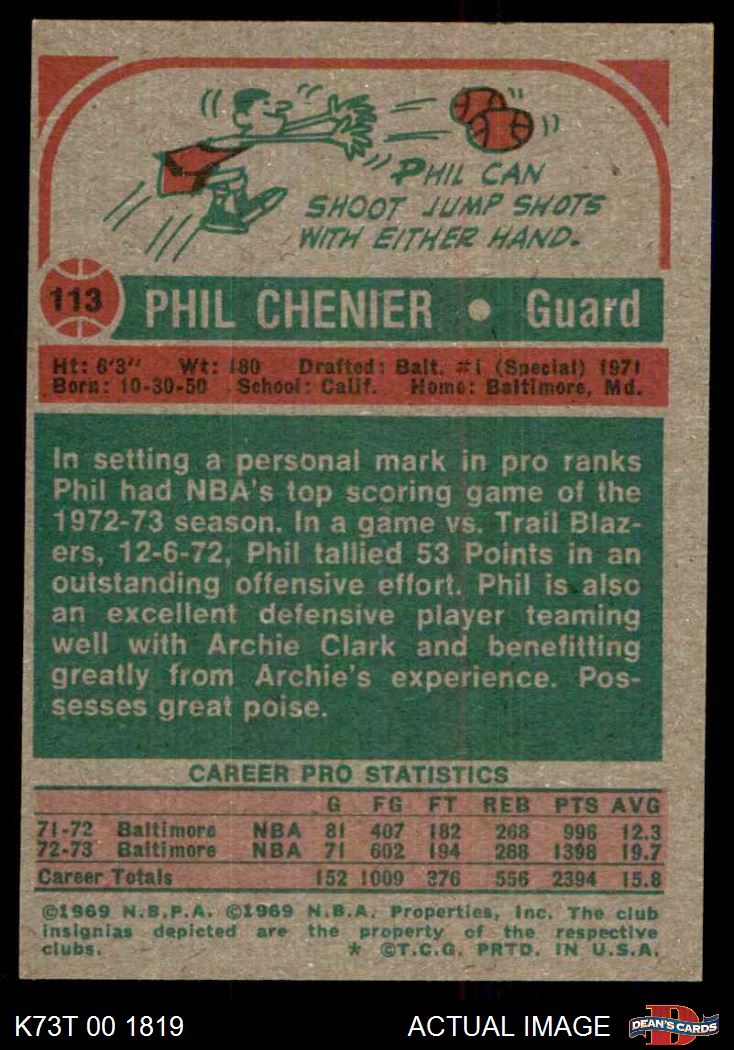 PHIL CAN
SHOOT JUMP SHOTS
WITH EITHER HAND.
113 PHIL CHENIER • Guard
Ht: 6'3" Wt: 180 Drafted: Balt. #1 (Special) 1971
Born: 10-30-50 School: Calif. Home: Baltimore, Md.
In setting a personal mark in pro ranks
Phil had NBA's top scoring game of the
1972-73 season. In a game vs. Trail Blaz-
ers, 12-6-72, Phil tallied 53 Points in an
outstanding offensive effort. Phil is also
an excellent defensive player teaming
well with Archie Clark and benefitting
greatly from Archie's experience. Pos-
sesses great poise.
CAREER PRO STATISTICS
G FG FT REB PTS AVG
71-72 Baltimore NBA 81 407 182 268 996 12.3
72-73 Baltimore NBA 71 602 194 288 1398 19.7
Career Totals 152 1009 376 556 2394 15.8
©1969 N.B.P.A. ©1969 N.B.A. Properties, Inc. The club
insignias depicted are the property of the respective
clubs. * ©T.C.G. PRTD. IN U.S.A.
K73T 00 1819 ACTUAL IMAGE DEAN'S CARDS